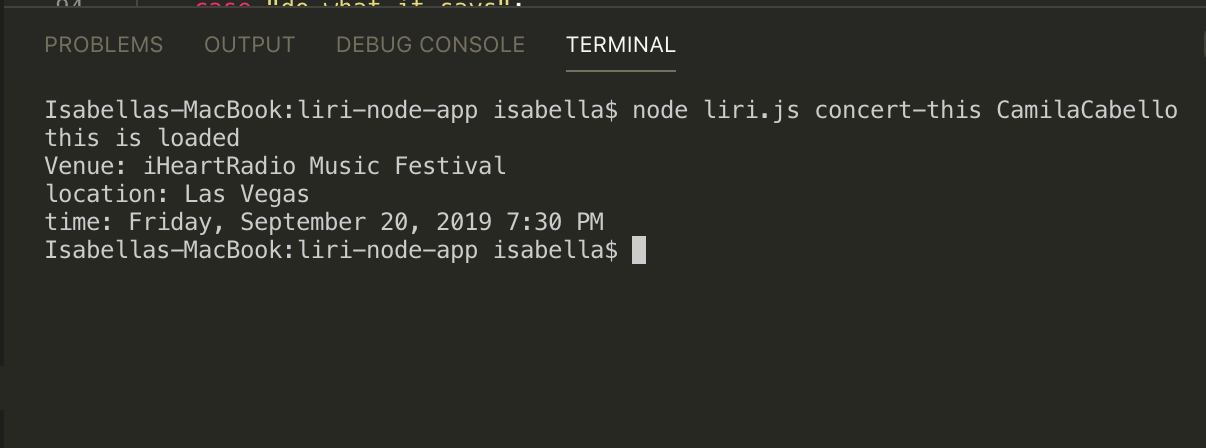 94 case "do-what-it-says":
PROBLEMS OUTPUT DEBUG CONSOLE TERMINAL
Isabellas-MacBook:liri-node-app isabella$ node liri.js concert-this CamilaCabello
this is loaded
Venue: iHeartRadio Music Festival
location: Las Vegas
time: Friday, September 20, 2019 7:30 PM
Isabellas-MacBook:liri-node-app isabella$